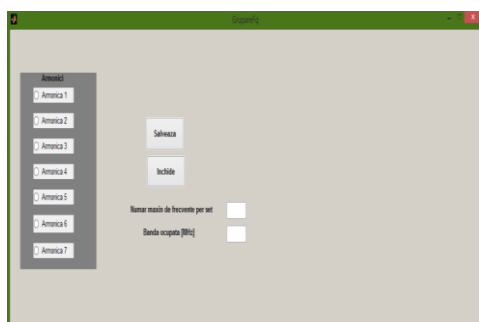 GrupareFq
Armonici
Armonica 1
Armonica 2
Armonica 3
Armonica 4
Armonica 5
Armonica 6
Armonica 7
Salveaza
Inchide
Numar maxin de frecvente per set
Banda ocupata [MHz]